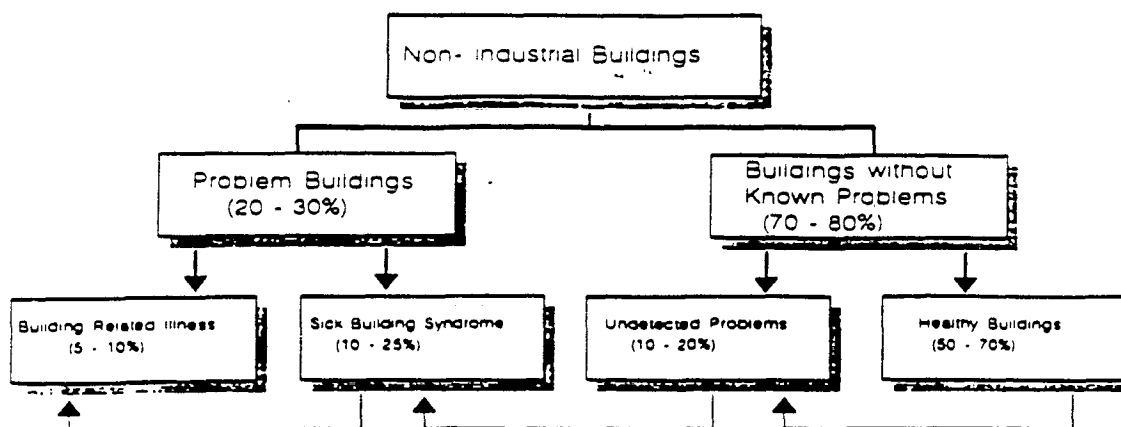 Non- Industrial Buildings
Problem Buildings
(20 - 30%)
Buildings without
Known Problems
(70 - 80%)
Building Related Illness
(5 - 10%)
Sick Building Syndrome
(10 - 25%)
Undetected Problems
(10 - 20%)
Healthy Buildings
(50 - 70%)